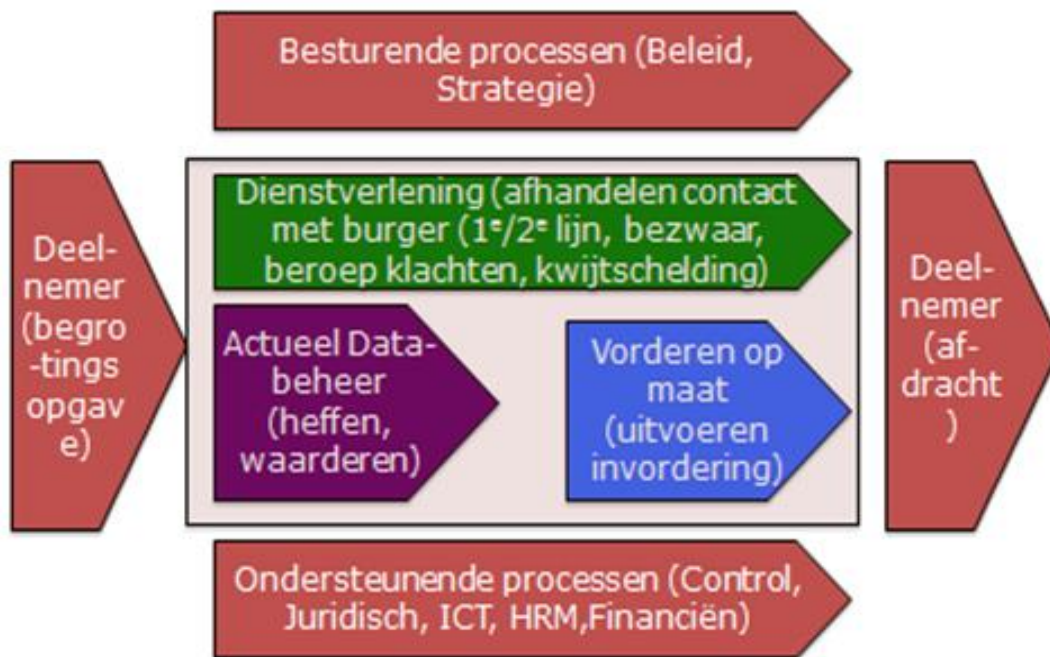 Besturende processen (Beleid,
Strategie)
Deel-
nemer
(begro
-tings
opgav
e)
Dienstverlening (afhandelen contact
met burger (1ᵉ/2ᵉ lijn, bezwaar,
beroep klachten, kwijtschelding)
Actueel Data-
beheer
(heffen,
waarderen)
Vorderen op
maat
(uitvoeren
invordering)
Deel-
nemer
(af-
dracht
)
Ondersteunende processen (Control,
Juridisch, ICT, HRM,Financiën)